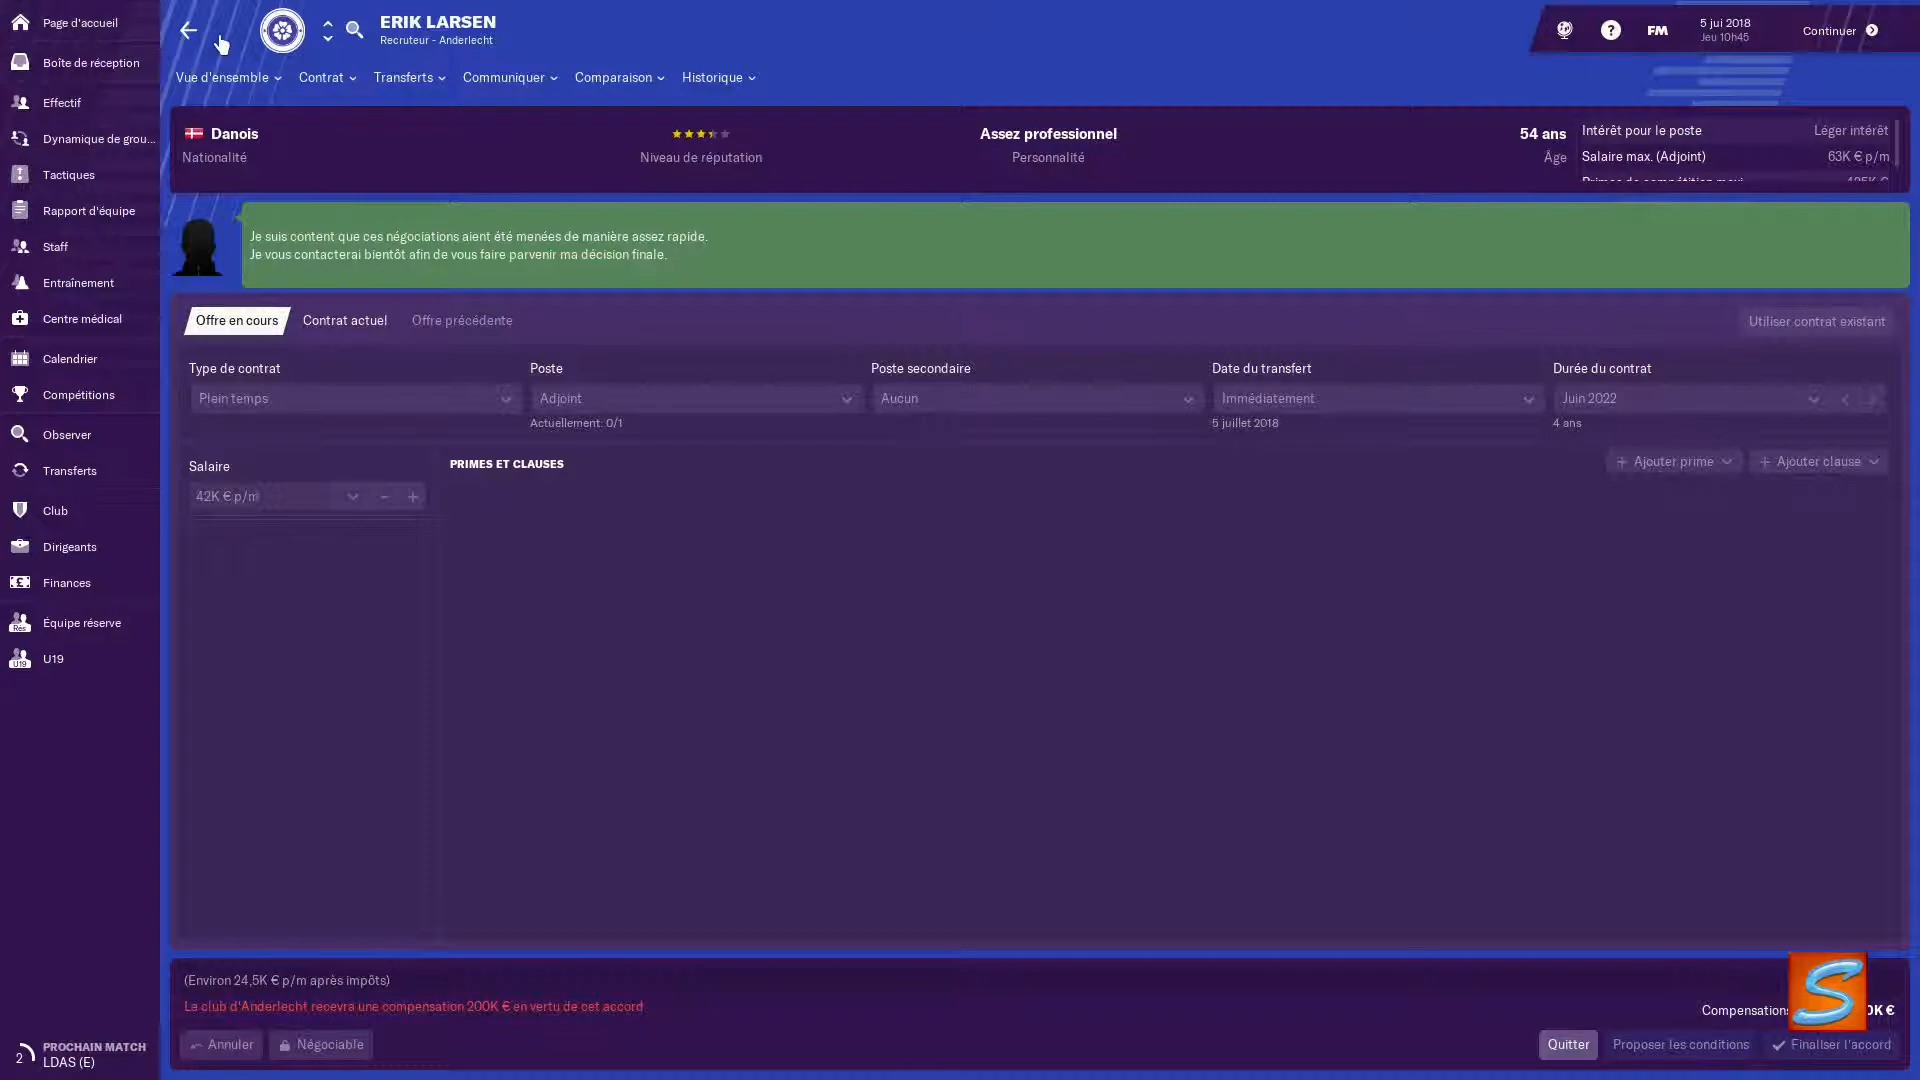 Page d'accueil
Boîte de réception
Effectif
Dynamique de grou...
Tactiques
Rapport d'équipe
Staff
Entraînement
Centre médical
Calendrier
Compétitions
Observer
Transferts
Club
Dirigeants
Finances
Rés
Équipe réserve
U19
U19
2
PROCHAIN MATCH
LDAS (E)
ERIK LARSEN
Recruteur - Anderlecht
?
FM
5 jui 2018
Jeu 10h45
Continuer
Vue d'ensemble
Contrat
Transferts
Communiquer
Comparaison
Historique
Danois
Nationalité
Niveau de réputation
Assez professionnel
Personnalité
54 ans
Âge
Intérêt pour le poste
Léger intérêt
Salaire max. (Adjoint)
63K € p/m
Je suis content que ces négociations aient été menées de manière assez rapide.
Je vous contacterai bientôt afin de vous faire parvenir ma décision finale.
Offre en cours
Contrat actuel
Offre précédente
Utiliser contrat existant
Type de contrat
Plein temps
Poste
Adjoint
Actuellement: 0/1
Poste secondaire
Aucun
Date du transfert
Immédiatement
5 juillet 2018
Durée du contrat
Juin 2022
4 ans
Salaire
42K € p/m
PRIMES ET CLAUSES
Ajouter prime
Ajouter clause
(Environ 24,5K € p/m après impôts)
Le club d'Anderlecht recevra une compensation 200K € en vertu de cet accord
Compensation
0K €
S
Annuler
Négociable
Quitter
Proposer les conditions
Finaliser l'accord